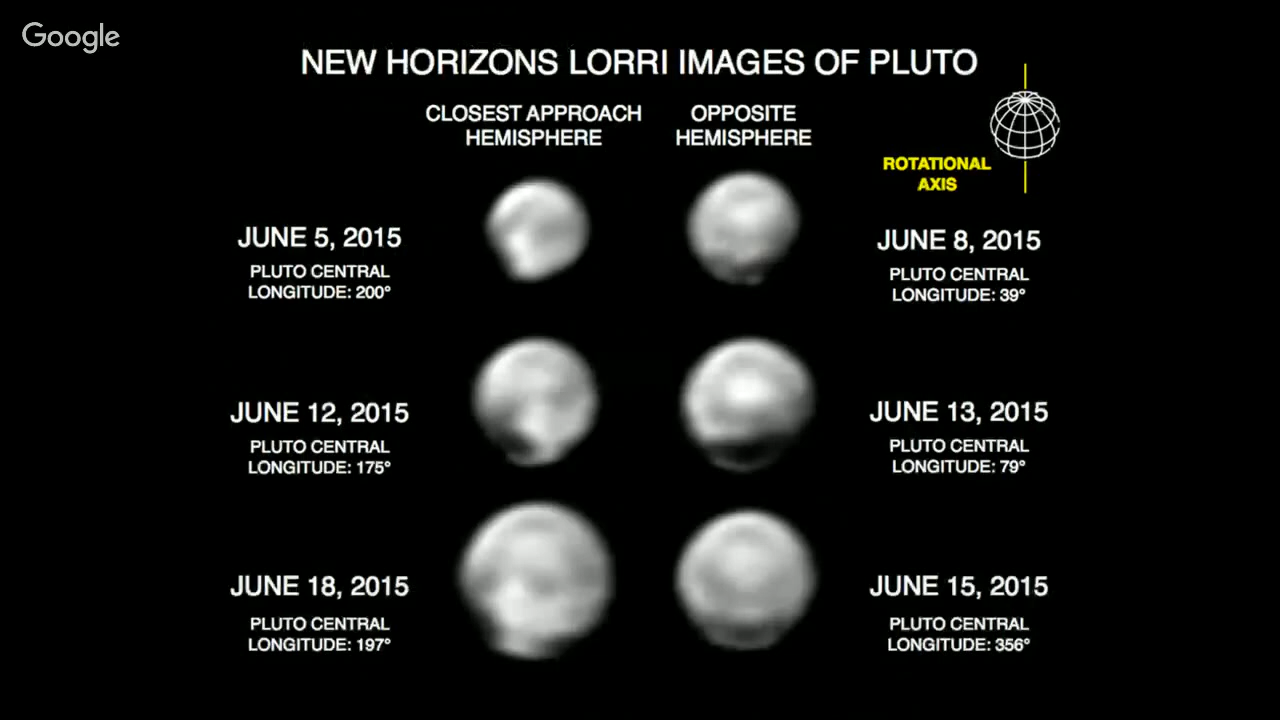 Google
NEW HORIZONS LORRI IMAGES OF PLUTO
CLOSEST APPROACH
HEMISPHERE
OPPOSITE
HEMISPHERE
ROTATIONAL
AXIS
JUNE 5, 2015
PLUTO CENTRAL
LONGITUDE: 200°
JUNE 8, 2015
PLUTO CENTRAL
LONGITUDE: 39°
JUNE 12, 2015
PLUTO CENTRAL
LONGITUDE: 175°
JUNE 13, 2015
PLUTO CENTRAL
LONGITUDE: 79°
JUNE 18, 2015
PLUTO CENTRAL
LONGITUDE: 197°
JUNE 15, 2015
PLUTO CENTRAL
LONGITUDE: 356°